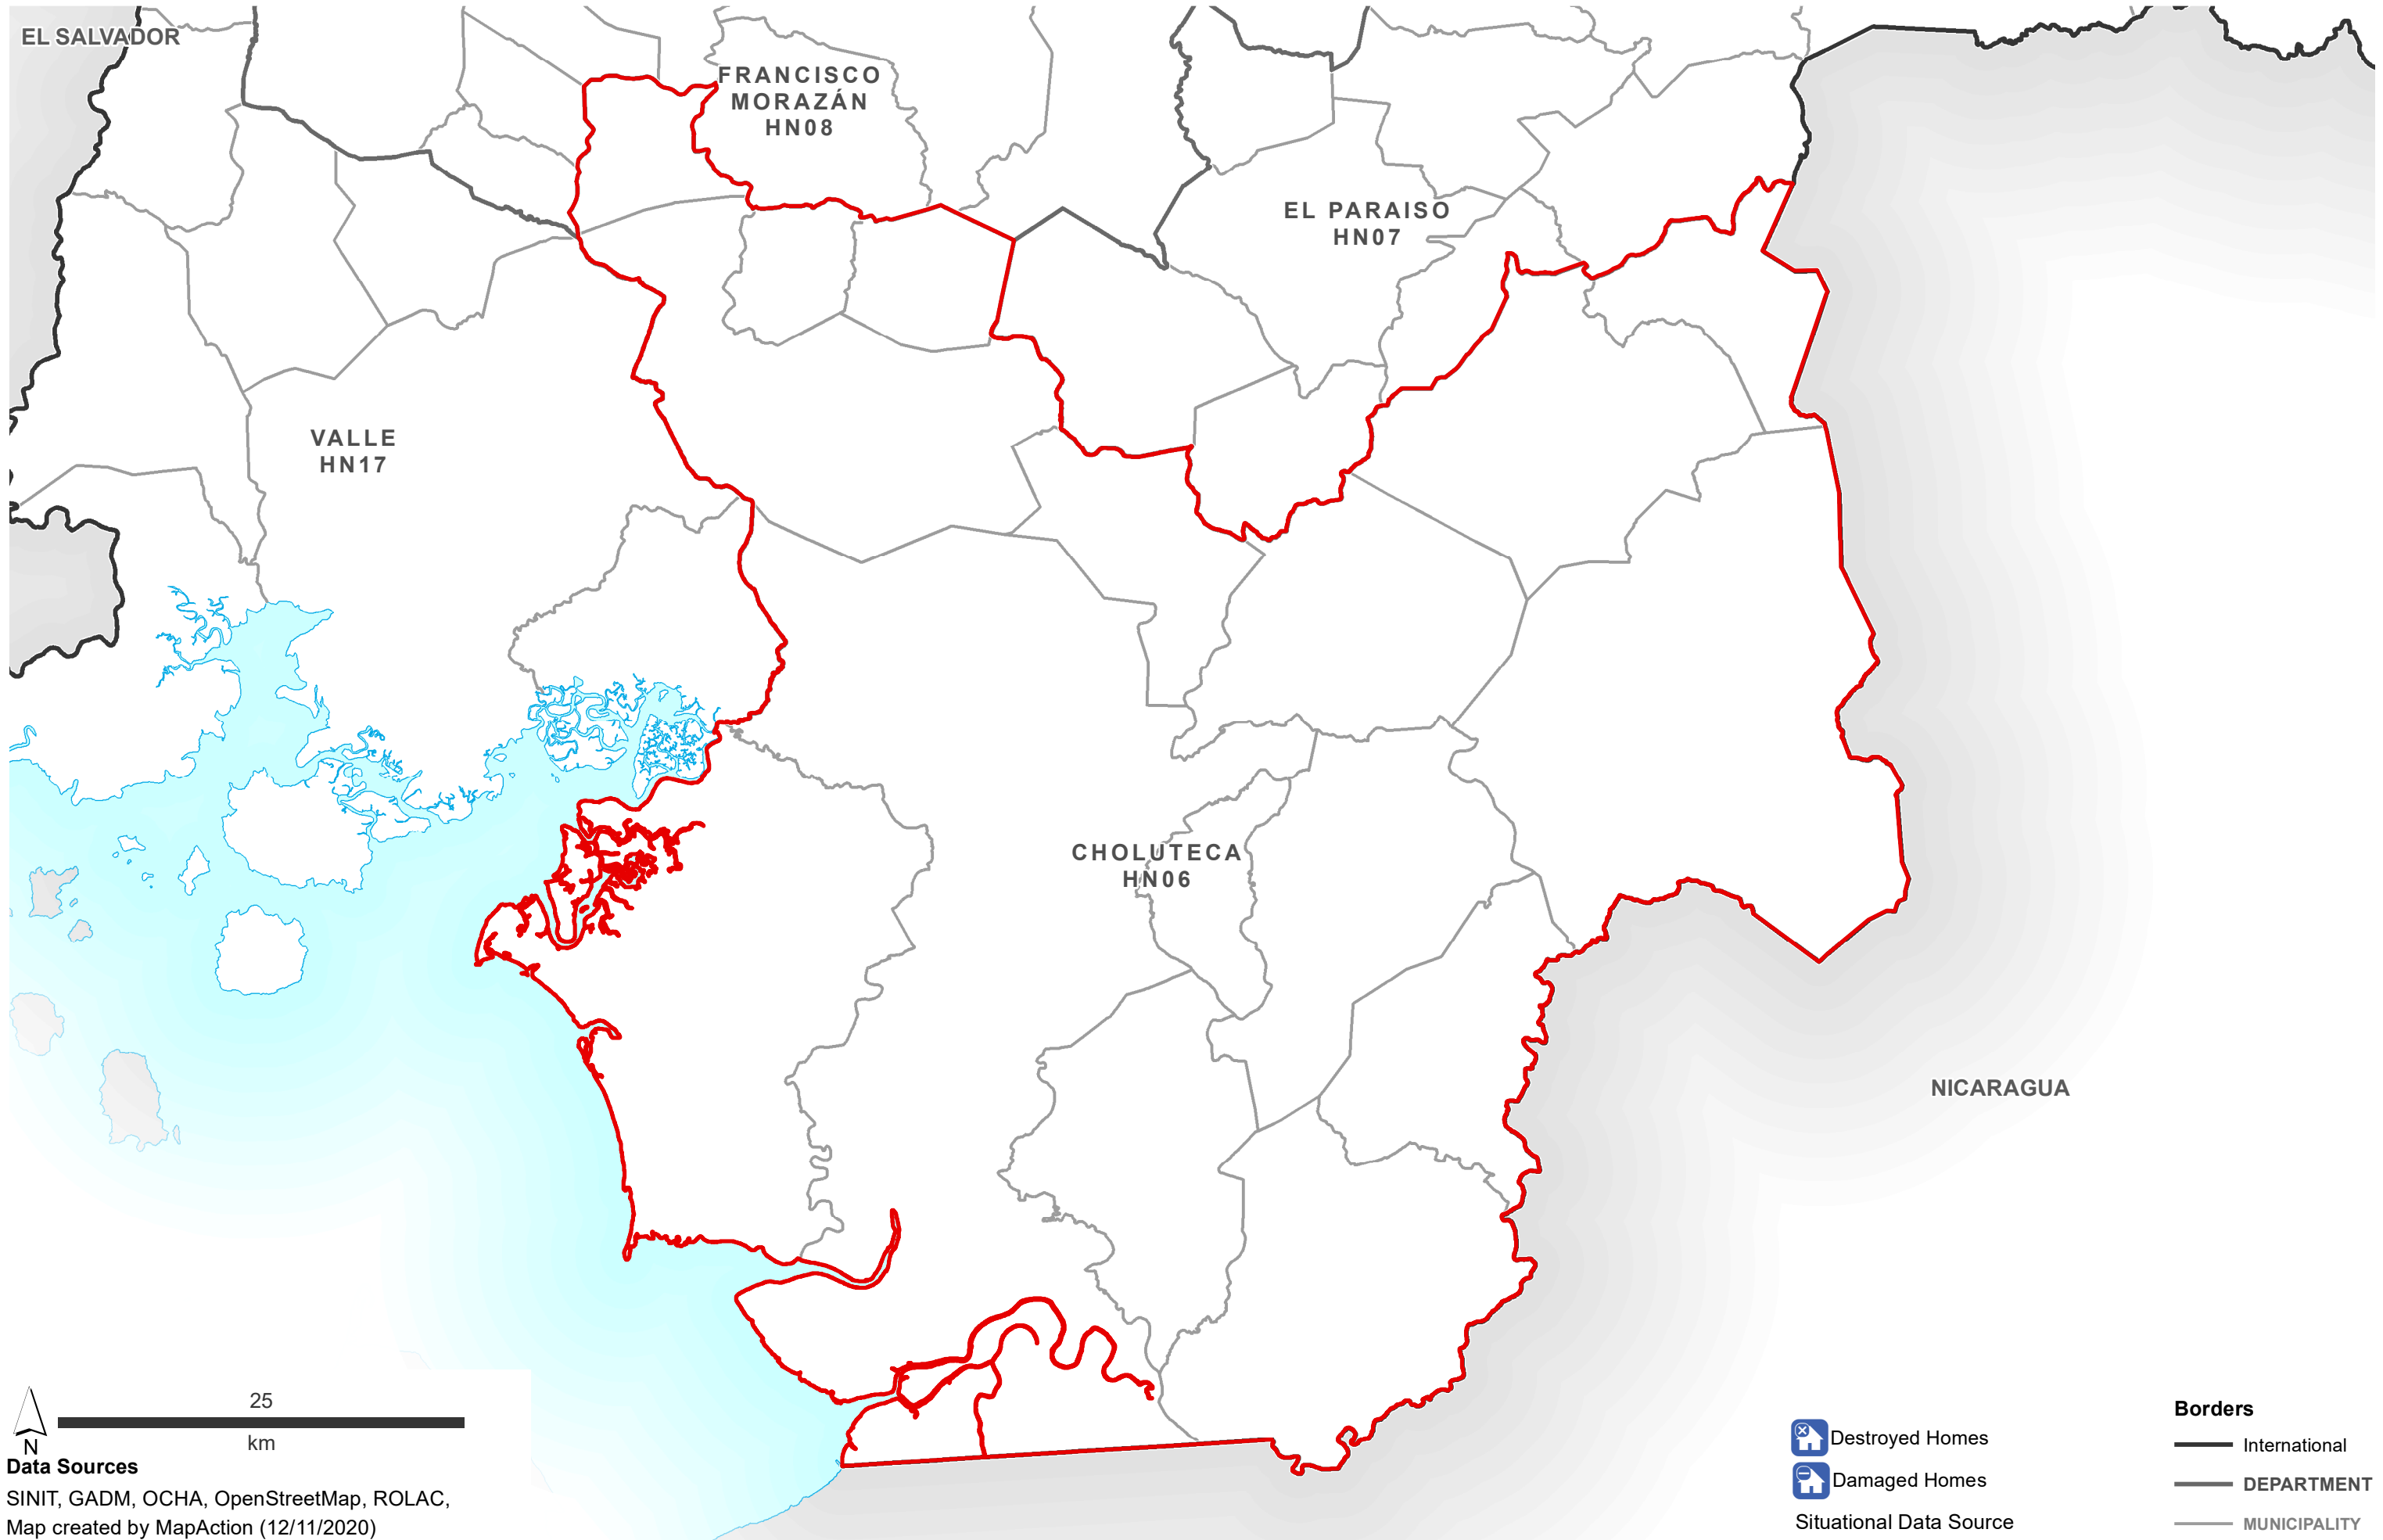 EL SALVADOR
FRANCISCO
MORAZÁN
HN08
EL PARAISO
HN07
VALLE
HN17
CHOLUTECA
HN06
NICARAGUA
25
km
N
Data Sources
SINIT, GADM, OCHA, OpenStreetMap, ROLAC,
Map created by MapAction (12/11/2020)
Destroyed Homes
Damaged Homes
Situational Data Source
Borders
International
DEPARTMENT
MUNICIPALITY